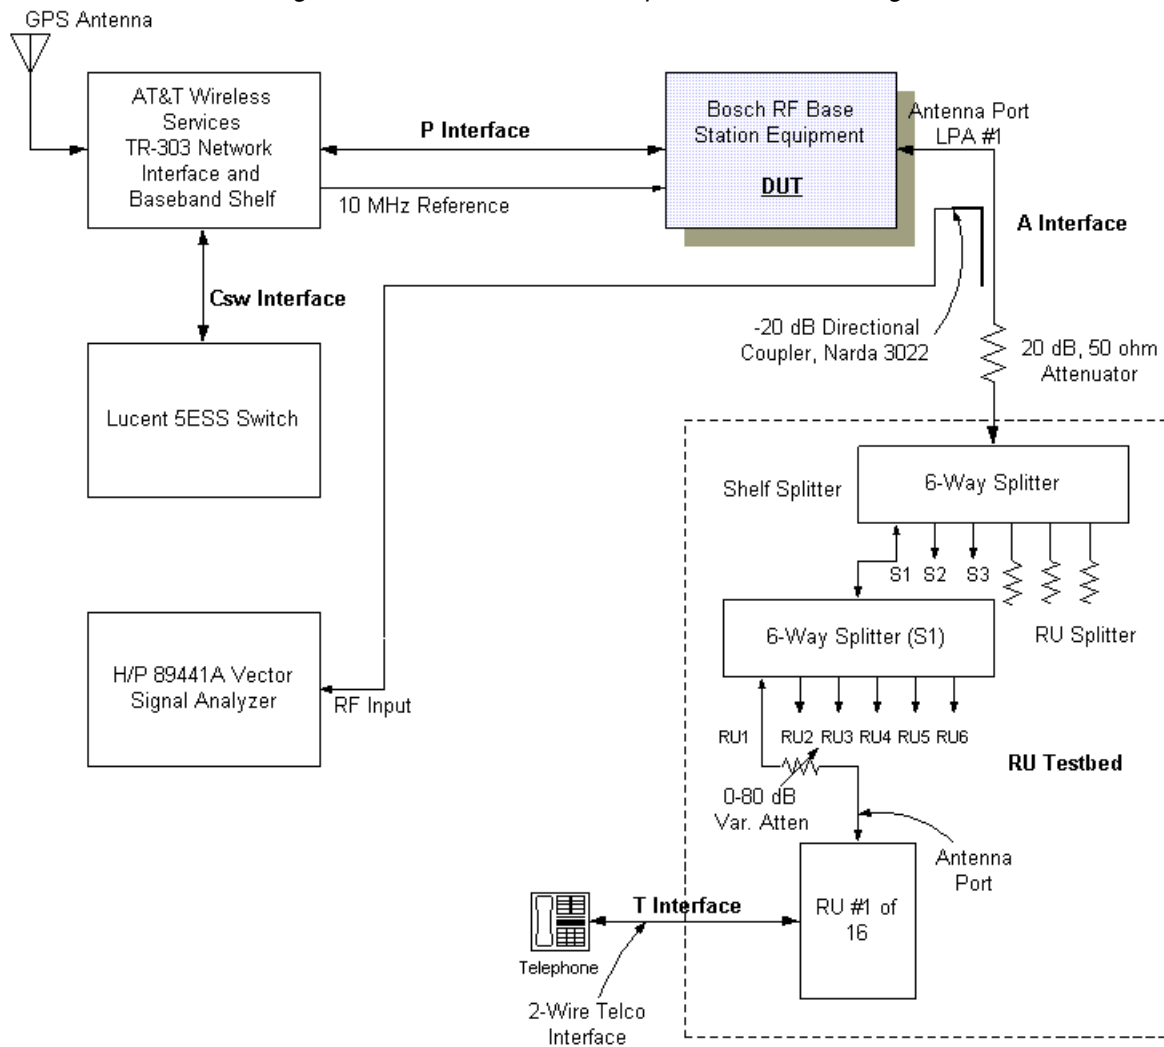 GPS Antenna
AT&T Wireless
Services
TR-303 Network
Interface and
Baseband Shelf
P Interface
10 MHz Reference
Bosch RF Base
Station Equipment
DUT
Antenna Port
LPA #1
A Interface
Csw Interface
-20 dB Directional
Coupler, Narda 3022
20 dB, 50 ohm
Attenuator
Lucent 5ESS Switch
Shelf Splitter
6-Way Splitter
S1
S2
S3
6-Way Splitter (S1)
RU Splitter
H/P 89441A Vector
Signal Analyzer
RF Input
RU1
RU2
RU3
RU4
RU5
RU6
RU Testbed
0-80 dB
Var. Atten
Antenna
Port
T Interface
RU #1 of
16
Telephone
2-Wire Telco
Interface